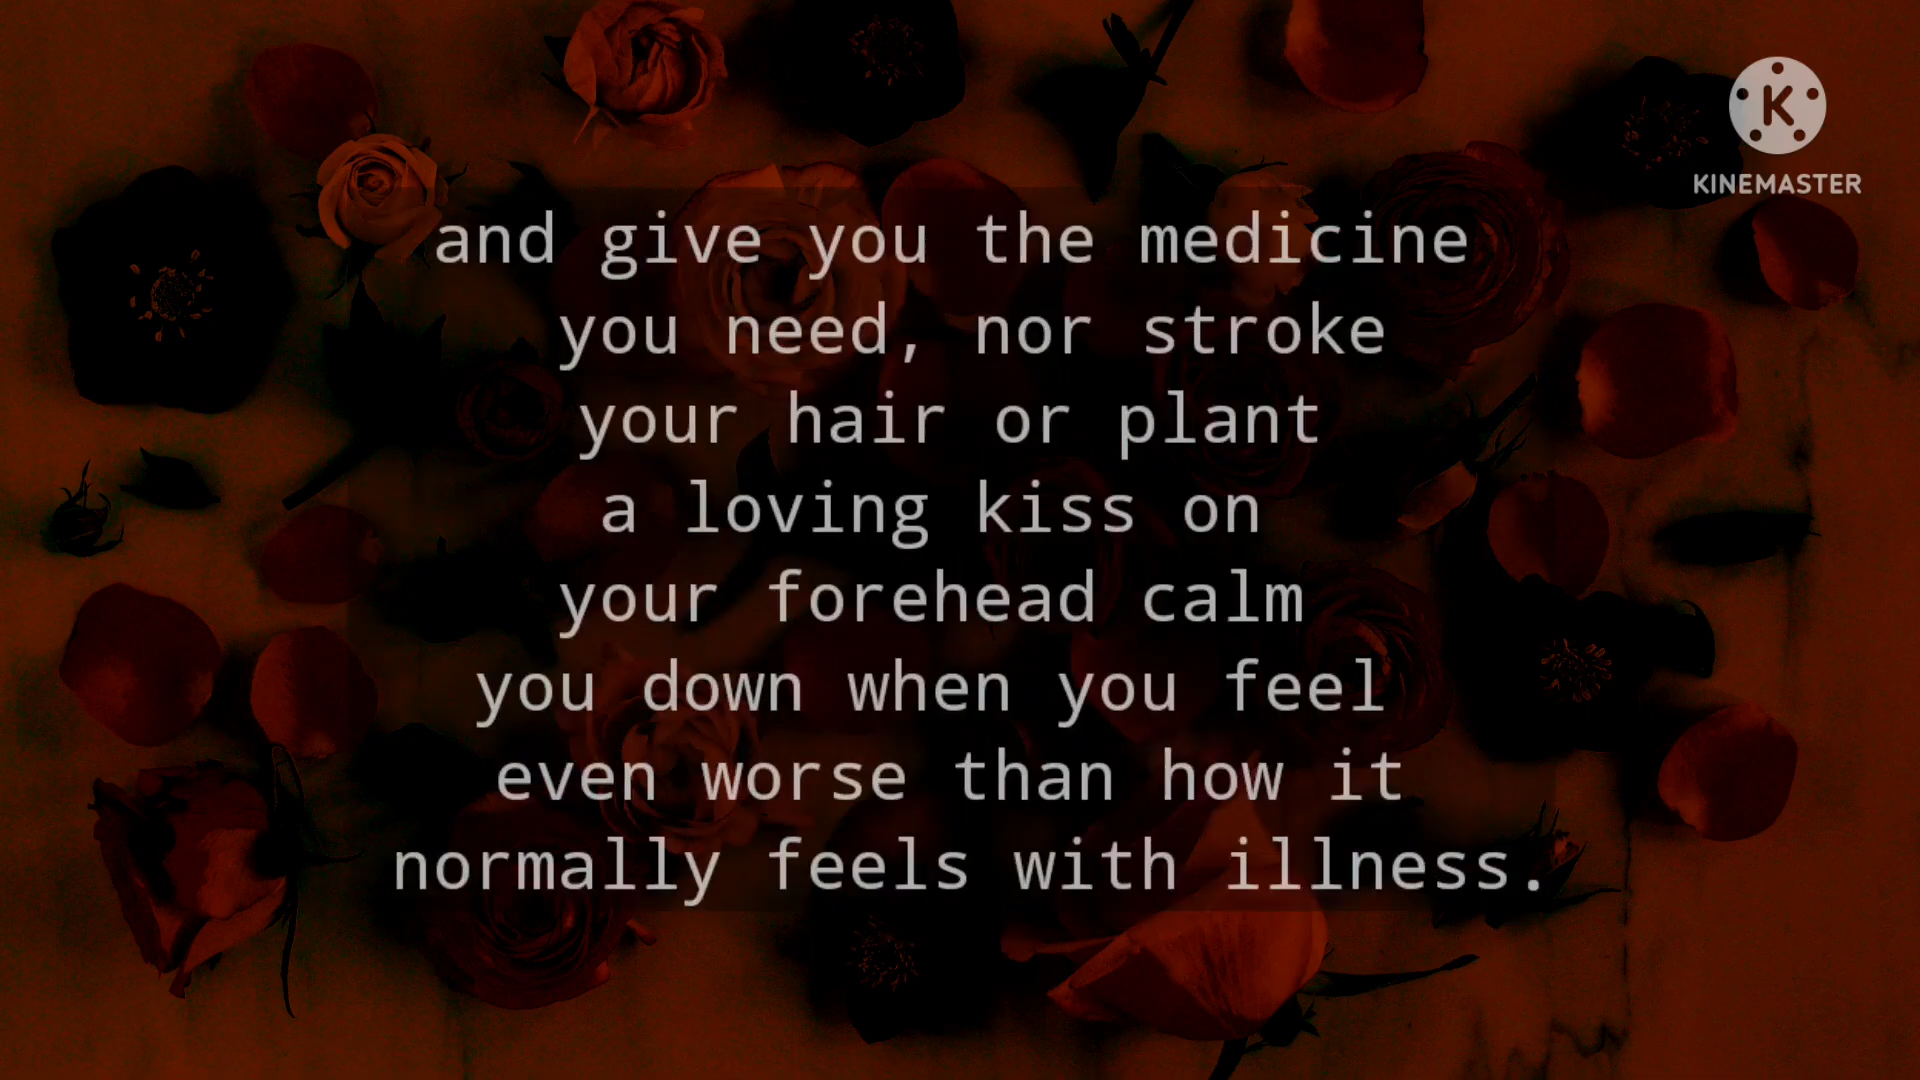 KINEMASTER
and give you the medicine
you need, nor stroke
your hair or plant
a loving kiss on
your forehead calm
you down when you feel
even worse than how it
normally feels with illness.